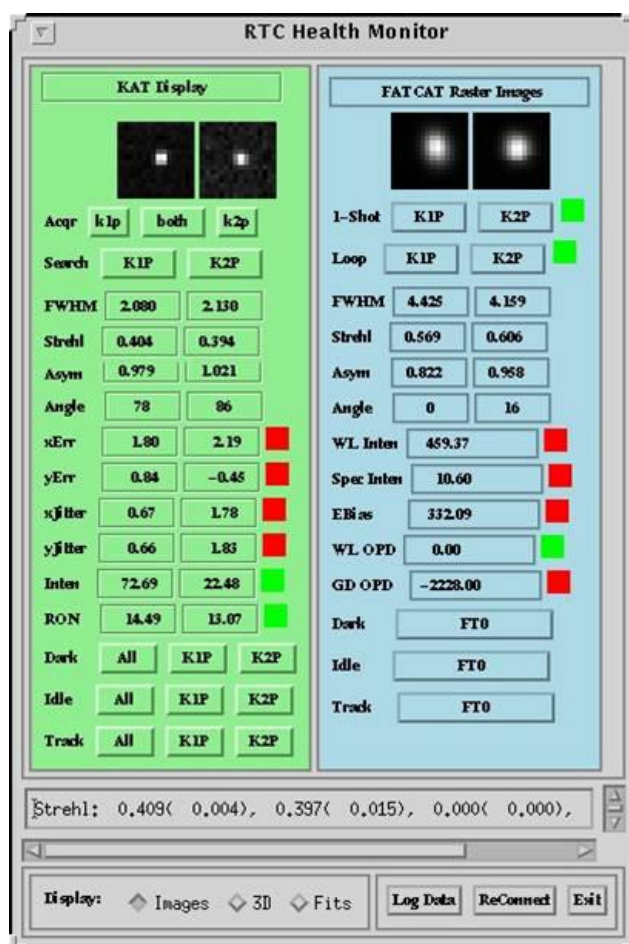 RTC Health Monitor
KAT Display
Acqr k1p both k2p
Search K1P K2P
FWHM 2.080 2.130
Strehl 0.404 0.394
Asym 0.979 1.021
Angle 78 86
xErr 1.80 2.19
yErr 0.84 -0.45
xJitter 0.67 1.78
yJitter 0.66 1.83
Inten 72.69 22.48
RON 14.49 13.07
Dark All K1P K2P
Idle All K1P K2P
Track All K1P K2P
FATCAT Raster Images
1-Shot K1P K2P
Loop K1P K2P
FWHM 4.425 4.159
Strehl 0.569 0.606
Asym 0.822 0.958
Angle 0 16
WL Inten 459.37
Spec Inten 10.60
EBias 332.09
WL OPD 0.00
GD OPD -2228.00
Dark FT0
Idle FT0
Track FT0
Strehl: 0.409( 0.004), 0.397( 0.015), 0.000( 0.000),
Display: Images 3D Fits Log Data ReConnect Exit